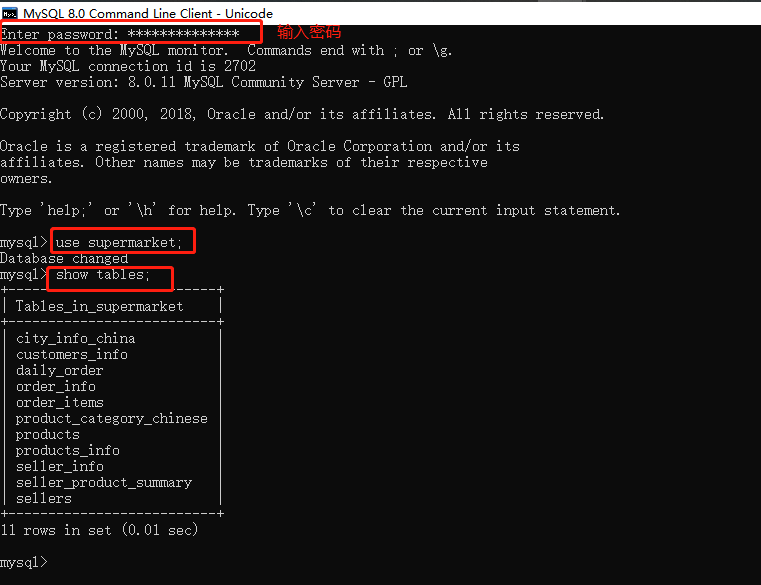 MySQL 8.0 Command Line Client - Unicode
Enter password: ************** 输入密码
Welcome to the MySQL monitor.  Commands end with ; or \g.
Your MySQL connection id is 2702
Server version: 8.0.11 MySQL Community Server - GPL
Copyright (c) 2000, 2018, Oracle and/or its affiliates. All rights reserved.
Oracle is a registered trademark of Oracle Corporation and/or its
affiliates. Other names may be trademarks of their respective
owners.
Type 'help;' or '\h' for help. Type '\c' to clear the current input statement.
mysql> use supermarket;
Database changed
mysql> show tables;
+---------------------------+
| Tables_in_supermarket     |
+---------------------------+
| city_info_china           |
| customers_info            |
| daily_order               |
| order_info                |
| order_items               |
| product_category_chinese  |
| products                  |
| products_info             |
| seller_info               |
| seller_product_summary    |
| sellers                   |
+---------------------------+
11 rows in set (0.01 sec)
mysql>